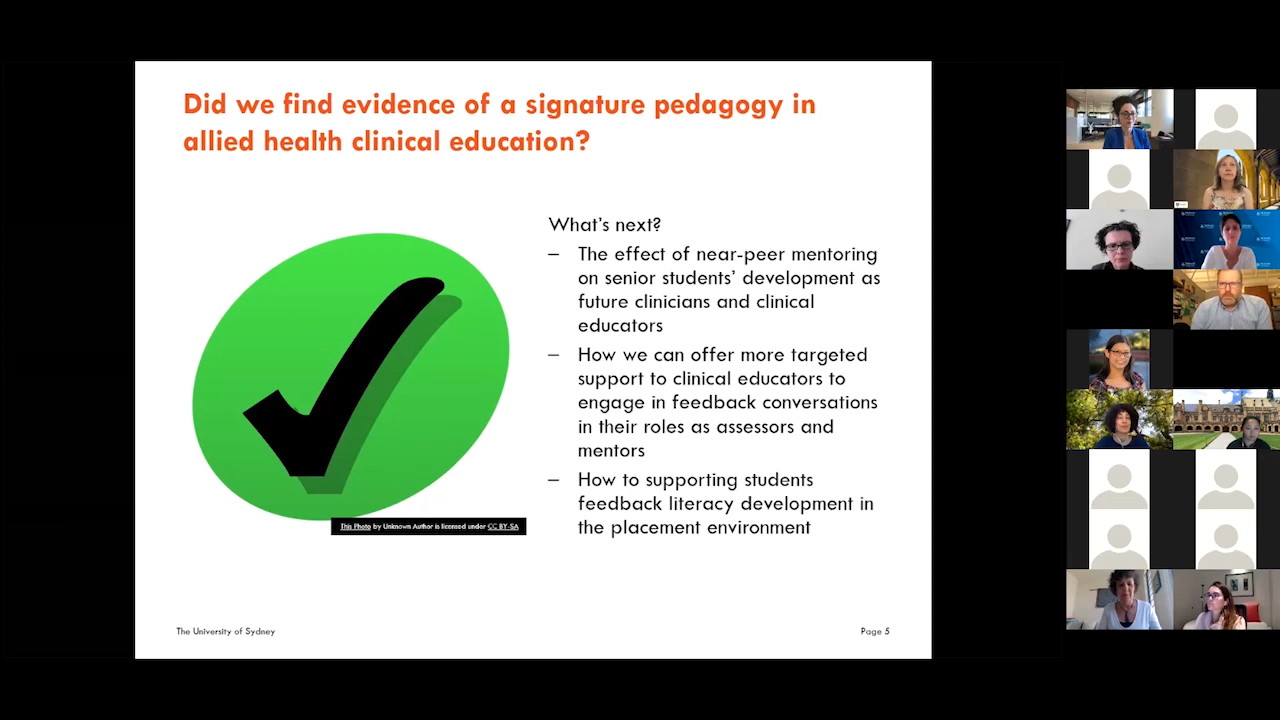 Did we find evidence of a signature pedagogy in
allied health clinical education?
What's next?
– The effect of near-peer mentoring
on senior students' development as
future clinicians and clinical
educators
– How we can offer more targeted
support to clinical educators to
engage in feedback conversations
in their roles as assessors and
mentors
– How to supporting students
feedback literacy development in
the placement environment
This Photo by Unknown Author is licensed under CC BY-SA
The University of Sydney
Page 5